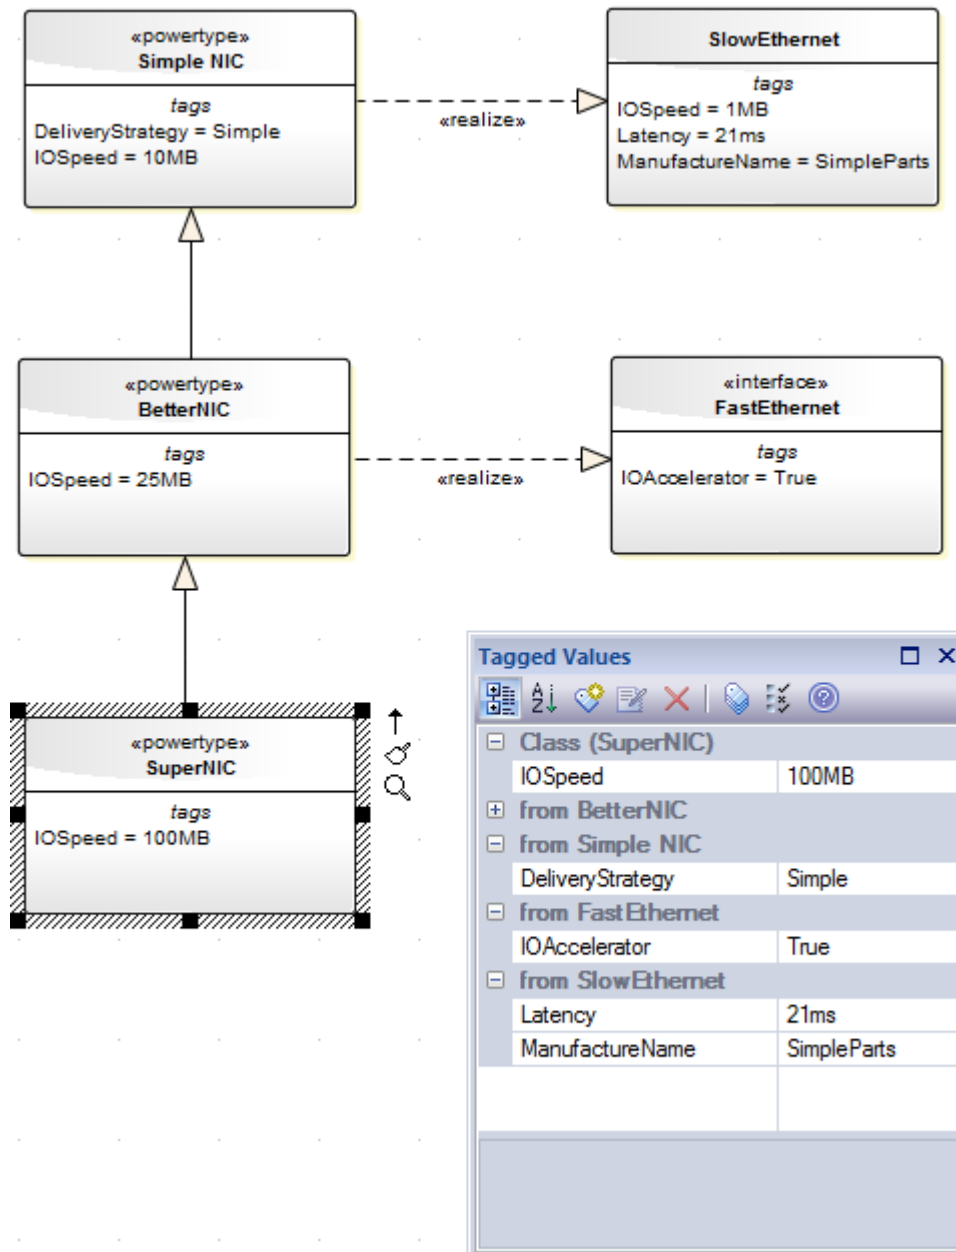 «powertype»
Simple NIC
tags
DeliveryStrategy = Simple
IOSpeed = 10MB
«realize»
SlowEthernet
tags
IOSpeed = 1MB
Latency = 21ms
ManufactureName = SimpleParts
«powertype»
BetterNIC
tags
IOSpeed = 25MB
«realize»
«interface»
FastEthernet
tags
IOAccelerator = True
«powertype»
SuperNIC
tags
IOSpeed = 100MB
Tagged Values
Class (SuperNIC)
IOSpeed 100MB
from BetterNIC
from Simple NIC
DeliveryStrategy Simple
from FastEthernet
IOAccelerator True
from SlowEthernet
Latency 21ms
ManufactureName SimpleParts